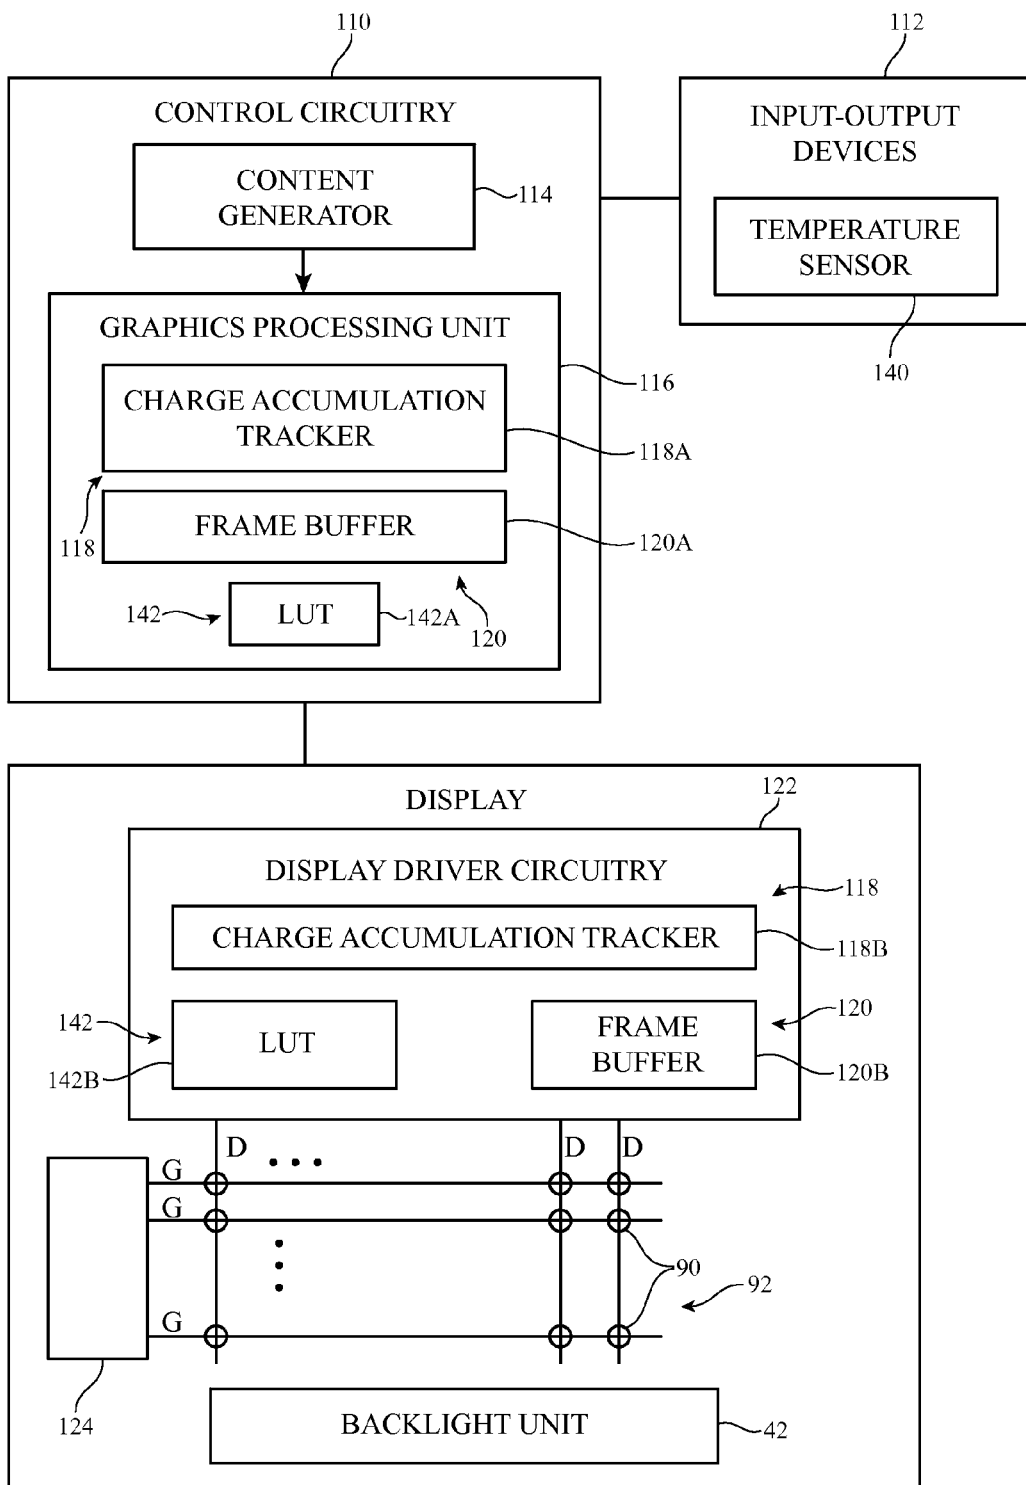 110
112
CONTROL CIRCUITRY
CONTENT
GENERATOR
114
INPUT-OUTPUT
DEVICES
TEMPERATURE
SENSOR
140
GRAPHICS PROCESSING UNIT
116
CHARGE ACCUMULATION
TRACKER
118A
118
FRAME BUFFER
120A
142
LUT
142A
120
DISPLAY
122
DISPLAY DRIVER CIRCUITRY
118
CHARGE ACCUMULATION TRACKER
118B
142
LUT
142B
FRAME
BUFFER
120
120B
D
D
D
G
G
G
90
92
124
BACKLIGHT UNIT
42